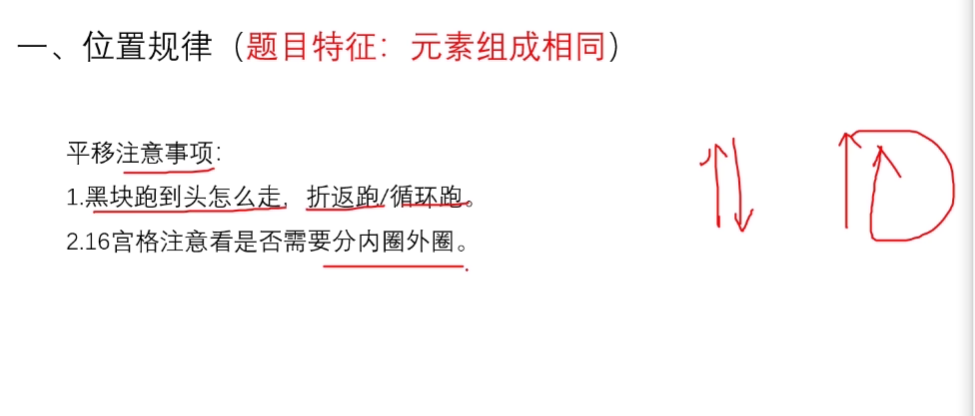 一、位置规律（题目特征：元素组成相同）
平移注意事项：
1.黑块跑到头怎么走，折返跑/循环跑。
2.16宫格注意看是否需要分内圈外圈。